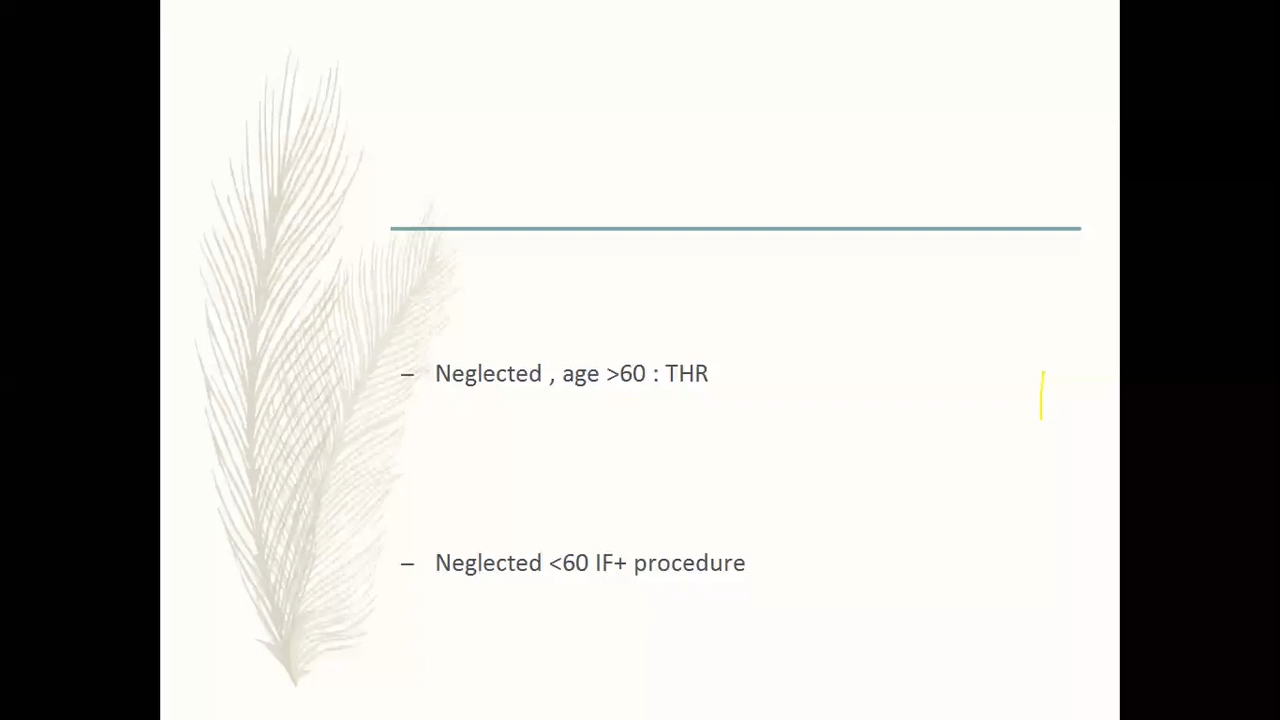 – Neglected , age >60 : THR
– Neglected <60 IF+ procedure